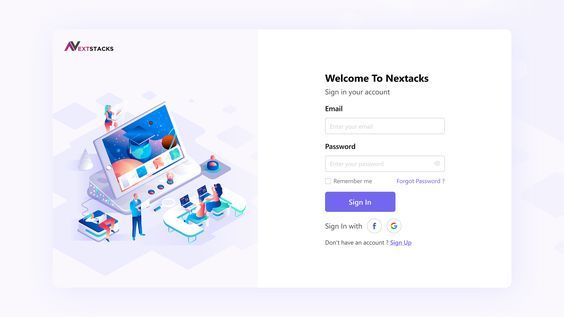 NEXTSTACKS
Welcome To Nextacks
Sign in your account
Email
Enter your email
Password
Enter your password
Remember me
Forgot Password ?
Sign In
Sign In with f G
Don't have an account ? Sign Up